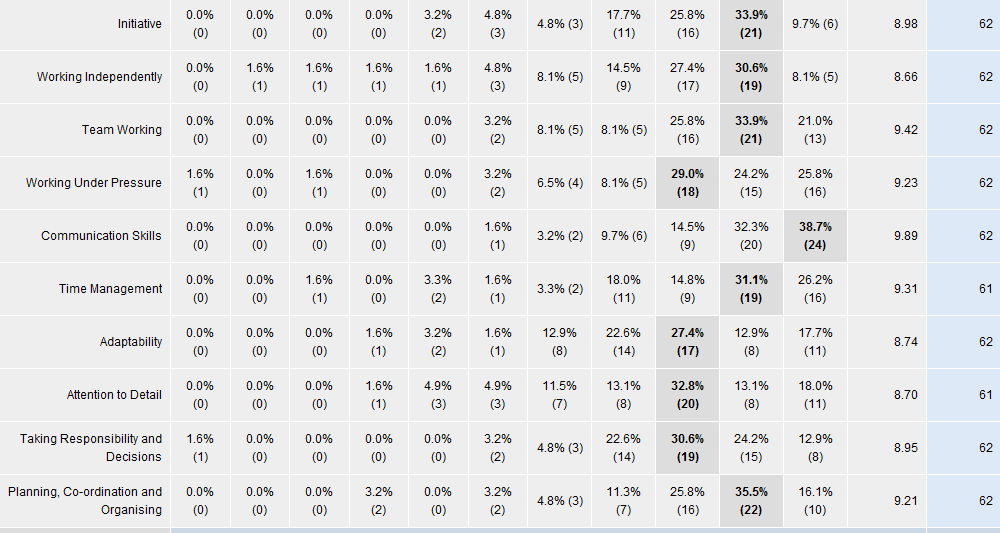 Initiative 0.0% (0) 0.0% (0) 0.0% (0) 0.0% (0) 3.2% (2) 4.8% (3) 4.8% (3) 17.7% (11) 25.8% (16) 33.9% (21) 9.7% (6) 8.98 62
Working Independently 0.0% (0) 1.6% (1) 1.6% (1) 1.6% (1) 1.6% (1) 4.8% (3) 8.1% (5) 14.5% (9) 27.4% (17) 30.6% (19) 8.1% (5) 8.66 62
Team Working 0.0% (0) 0.0% (0) 0.0% (0) 0.0% (0) 0.0% (0) 3.2% (2) 8.1% (5) 8.1% (5) 25.8% (16) 33.9% (21) 21.0% (13) 9.42 62
Working Under Pressure 1.6% (1) 0.0% (0) 1.6% (1) 0.0% (0) 0.0% (0) 3.2% (2) 6.5% (4) 8.1% (5) 29.0% (18) 24.2% (15) 25.8% (16) 9.23 62
Communication Skills 0.0% (0) 0.0% (0) 0.0% (0) 0.0% (0) 0.0% (0) 1.6% (1) 3.2% (2) 9.7% (6) 14.5% (9) 32.3% (20) 38.7% (24) 9.89 62
Time Management 0.0% (0) 0.0% (0) 1.6% (1) 0.0% (0) 3.3% (2) 1.6% (1) 3.3% (2) 18.0% (11) 14.8% (9) 31.1% (19) 26.2% (16) 9.31 61
Adaptability 0.0% (0) 0.0% (0) 0.0% (0) 1.6% (1) 3.2% (2) 1.6% (1) 12.9% (8) 22.6% (14) 27.4% (17) 12.9% (8) 17.7% (11) 8.74 62
Attention to Detail 0.0% (0) 0.0% (0) 0.0% (0) 1.6% (1) 4.9% (3) 4.9% (3) 11.5% (7) 13.1% (8) 32.8% (20) 13.1% (8) 18.0% (11) 8.70 61
Taking Responsibility and
Decisions 1.6% (1) 0.0% (0) 0.0% (0) 0.0% (0) 0.0% (0) 3.2% (2) 4.8% (3) 22.6% (14) 30.6% (19) 24.2% (15) 12.9% (8) 8.95 62
Planning, Co-ordination and
Organising 0.0% (0) 0.0% (0) 0.0% (0) 3.2% (2) 0.0% (0) 3.2% (2) 4.8% (3) 11.3% (7) 25.8% (16) 35.5% (22) 16.1% (10) 9.21 62